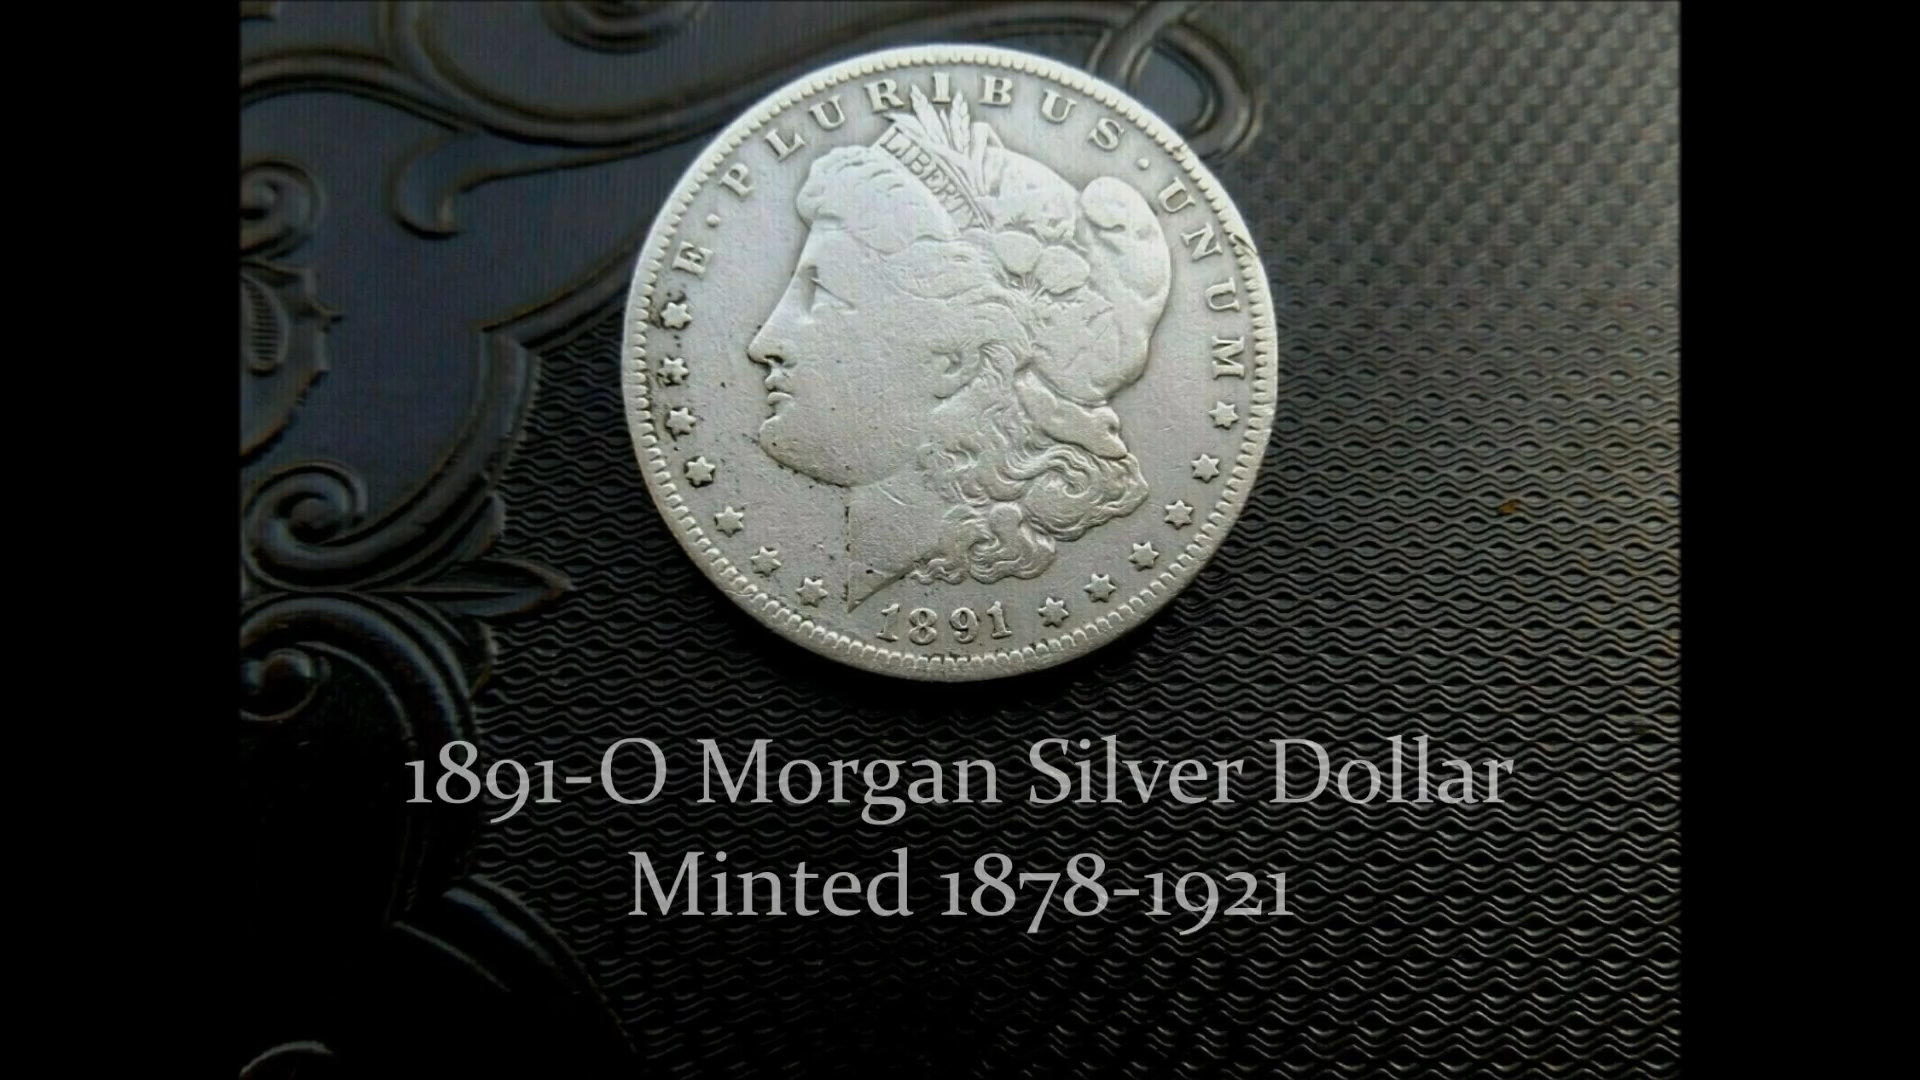 E · PLURIBUS · UNUM
LIBERTY
1891
1891-O Morgan Silver Dollar
Minted 1878-1921